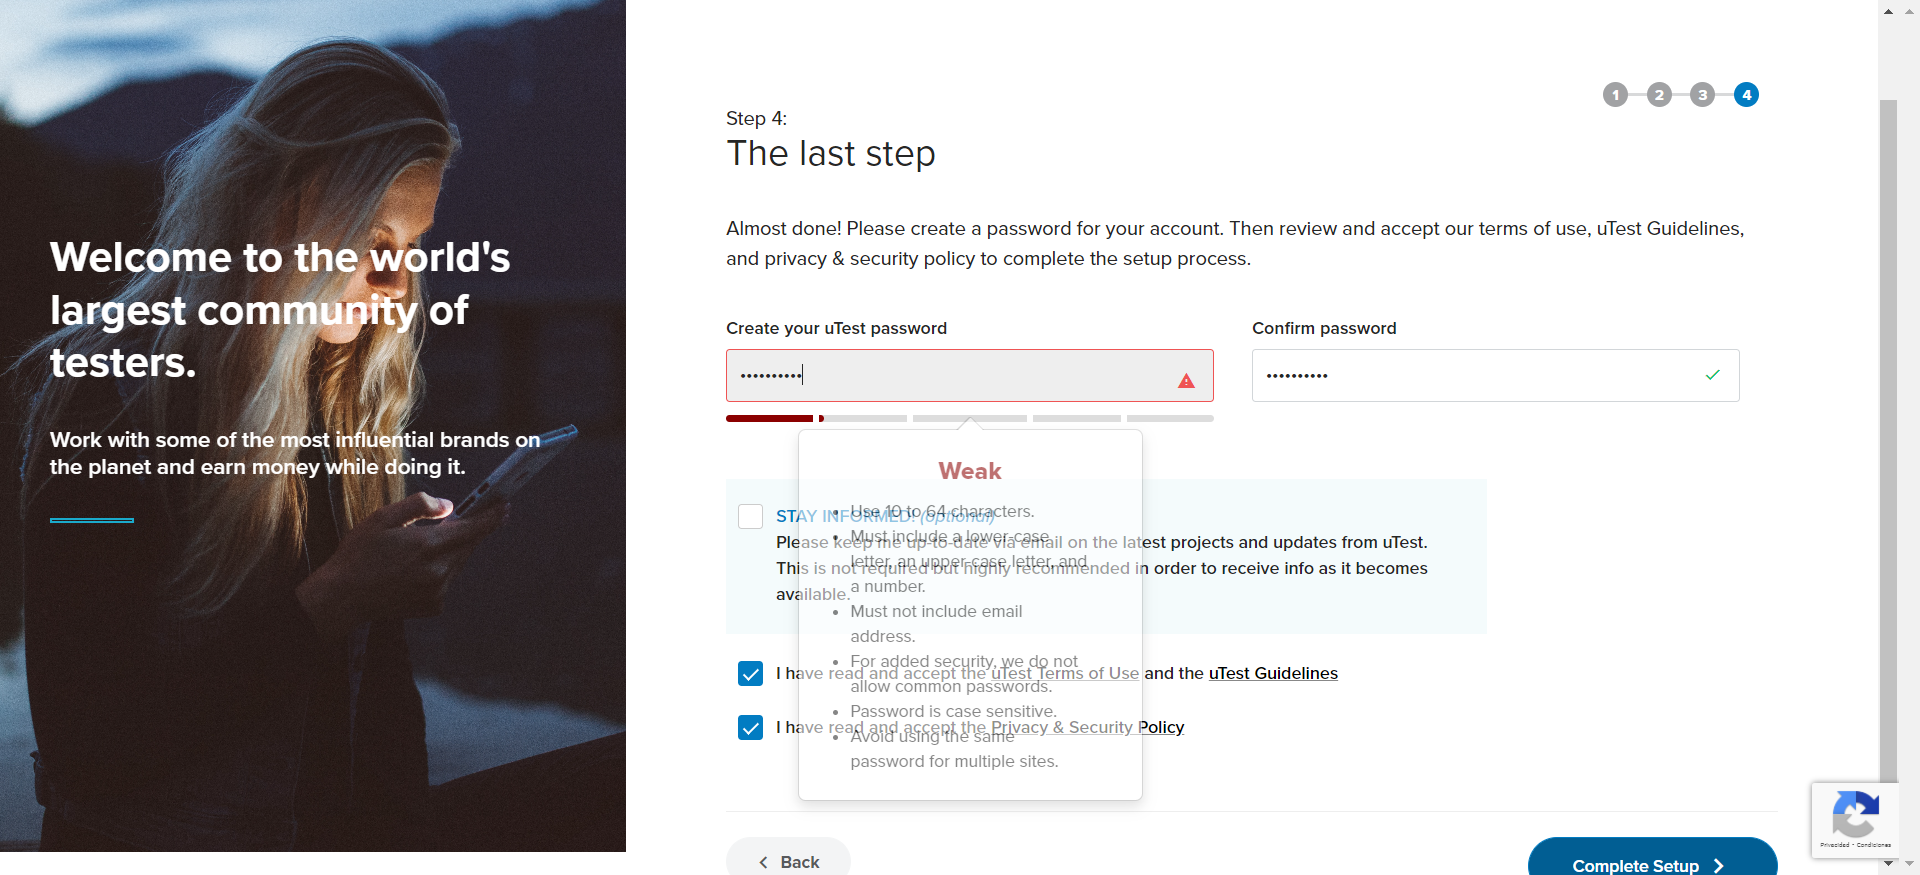 Welcome to the world's
largest community of
testers.
Work with some of the most influential brands on
the planet and earn money while doing it.
1 2 3 4
Step 4:
The last step
Almost done! Please create a password for your account. Then review and accept our terms of use, uTest Guidelines,
and privacy & security policy to complete the setup process.
Create your uTest password
Confirm password
Weak
Use 10 to 64 characters.
Must include a lower-case
letter, an upper-case letter, and
a number.
Must not include email
address.
For added security, we do not
allow common passwords.
Password is case sensitive.
Avoid using the same
password for multiple sites.
STAY INFORMED! (optional)
Please keep me up-to-date via email on the latest projects and updates from uTest.
This is not required but highly recommended in order to receive info as it becomes
available.
I have read and accept the uTest Terms of Use and the uTest Guidelines
I have read and accept the Privacy & Security Policy
Back
Complete Setup
Privacidad - Condiciones